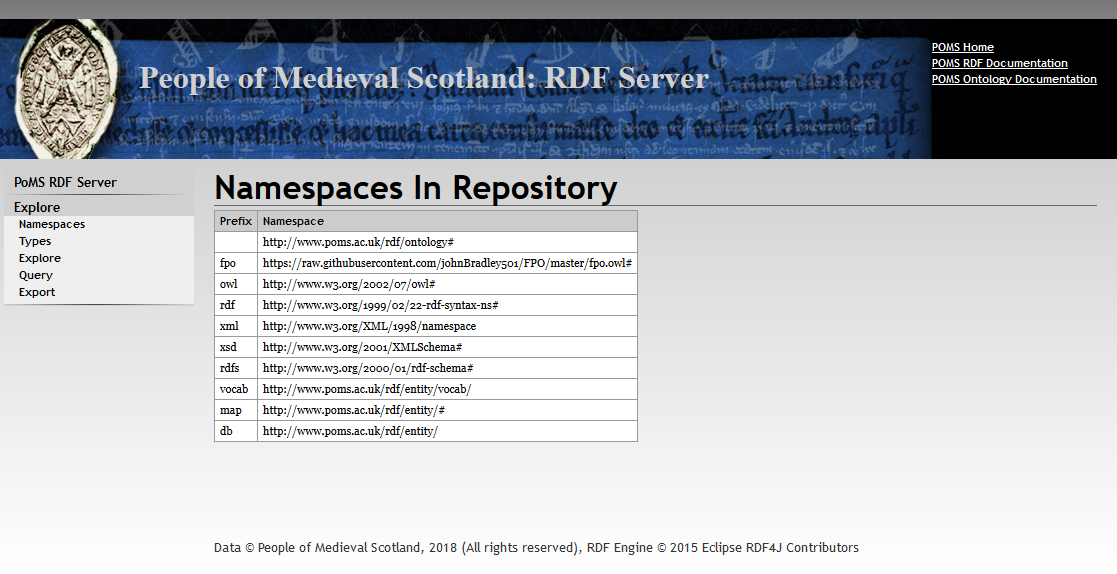 People of Medieval Scotland: RDF Server
POMS Home
POMS RDF Documentation
POMS Ontology Documentation
PoMS RDF Server
Explore
Namespaces
Types
Explore
Query
Export
Namespaces In Repository
Prefix Namespace
http://www.poms.ac.uk/rdf/ontology#
fpo https://raw.githubusercontent.com/johnBradley501/FPO/master/fpo.owl#
owl http://www.w3.org/2002/07/owl#
rdf http://www.w3.org/1999/02/22-rdf-syntax-ns#
xml http://www.w3.org/XML/1998/namespace
xsd http://www.w3.org/2001/XMLSchema#
rdfs http://www.w3.org/2000/01/rdf-schema#
vocab http://www.poms.ac.uk/rdf/entity/vocab/
map http://www.poms.ac.uk/rdf/entity/#
db http://www.poms.ac.uk/rdf/entity/
Data © People of Medieval Scotland, 2018 (All rights reserved), RDF Engine © 2015 Eclipse RDF4J Contributors